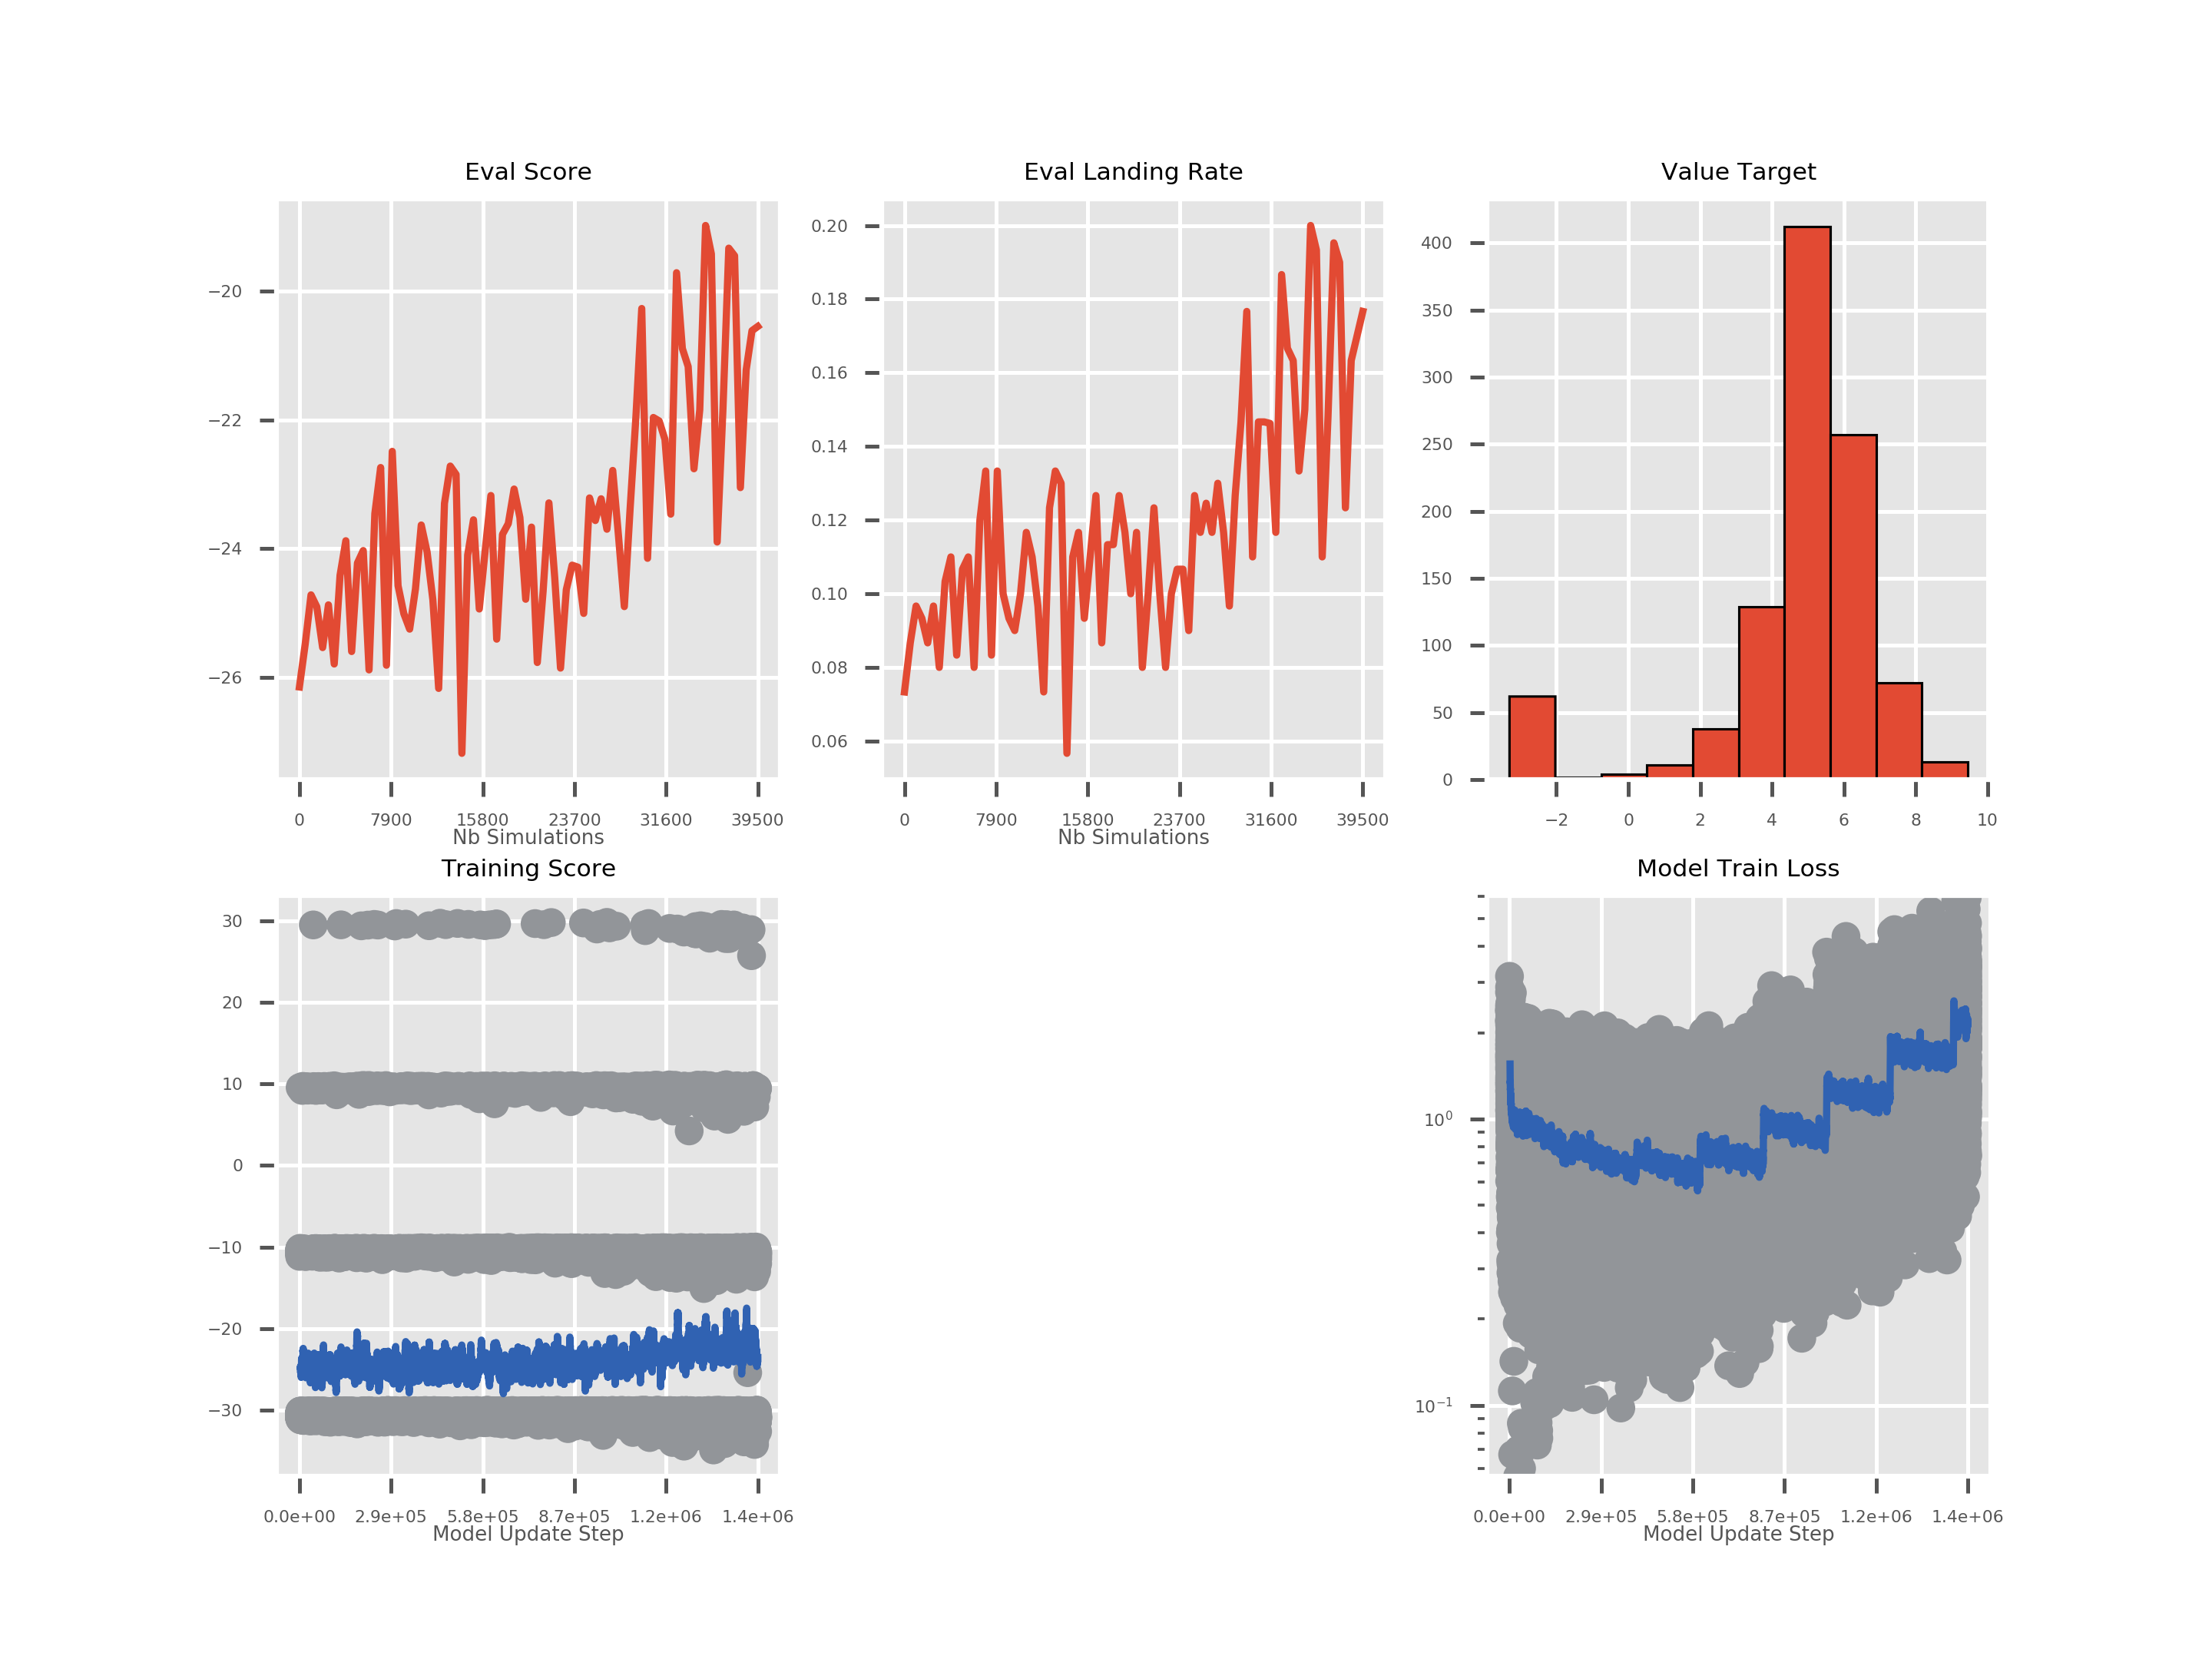 Eval Score
−20
−22
−24
−26
0 7900 15800 23700 31600 39500
Nb Simulations
Eval Landing Rate
0.20
0.18
0.16
0.14
0.12
0.10
0.08
0.06
0 7900 15800 23700 31600 39500
Nb Simulations
Value Target
400
350
300
250
200
150
100
50
0
−2 0 2 4 6 8 10
Training Score
30
20
10
0
−10
−20
−30
0.0e+00 2.9e+05 5.8e+05 8.7e+05 1.2e+06 1.4e+06
Model Update Step
Model Train Loss
10⁰
10⁻¹
0.0e+00 2.9e+05 5.8e+05 8.7e+05 1.2e+06 1.4e+06
Model Update Step